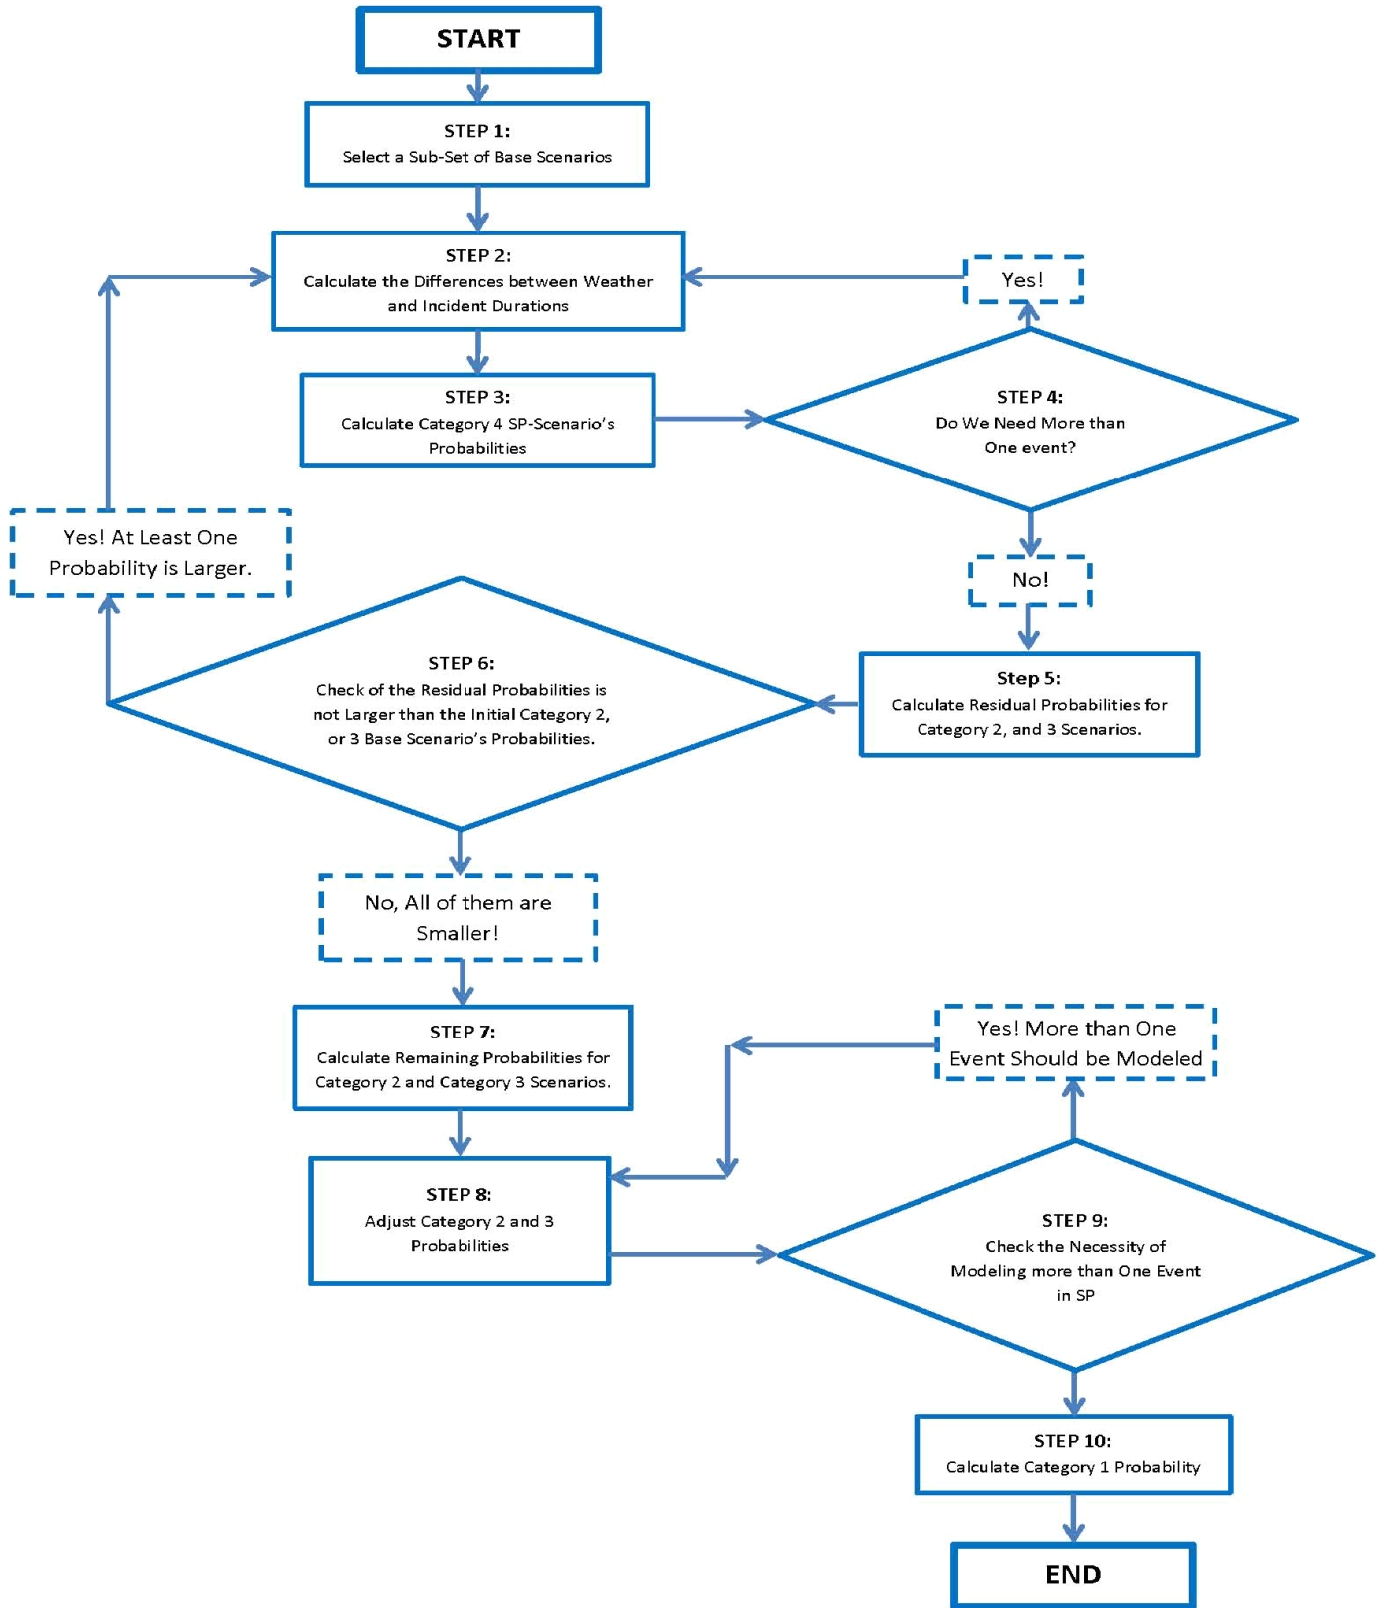 START
STEP 1:
Select a Sub-Set of Base Scenarios
STEP 2:
Calculate the Differences between Weather
and Incident Durations
Yes!
STEP 3:
Calculate Category 4 SP-Scenario's
Probabilities
STEP 4:
Do We Need More than
One event?
Yes! At Least One
Probability is Larger.
No!
STEP 6:
Check of the Residual Probabilities is
not Larger than the Initial Category 2,
or 3 Base Scenario's Probabilities.
Step 5:
Calculate Residual Probabilities for
Category 2, and 3 Scenarios.
No, All of them are
Smaller!
STEP 7:
Calculate Remaining Probabilities for
Category 2 and Category 3 Scenarios.
Yes! More than One
Event Should be Modeled
STEP 8:
Adjust Category 2 and 3
Probabilities
STEP 9:
Check the Necessity of
Modeling more than One Event
in SP
STEP 10:
Calculate Category 1 Probability
END